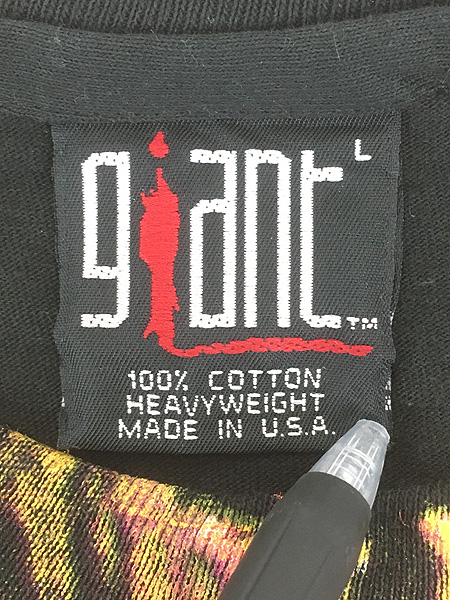 giant L
™
100% COTTON
HEAVYWEIGHT
MADE IN U.S.A.